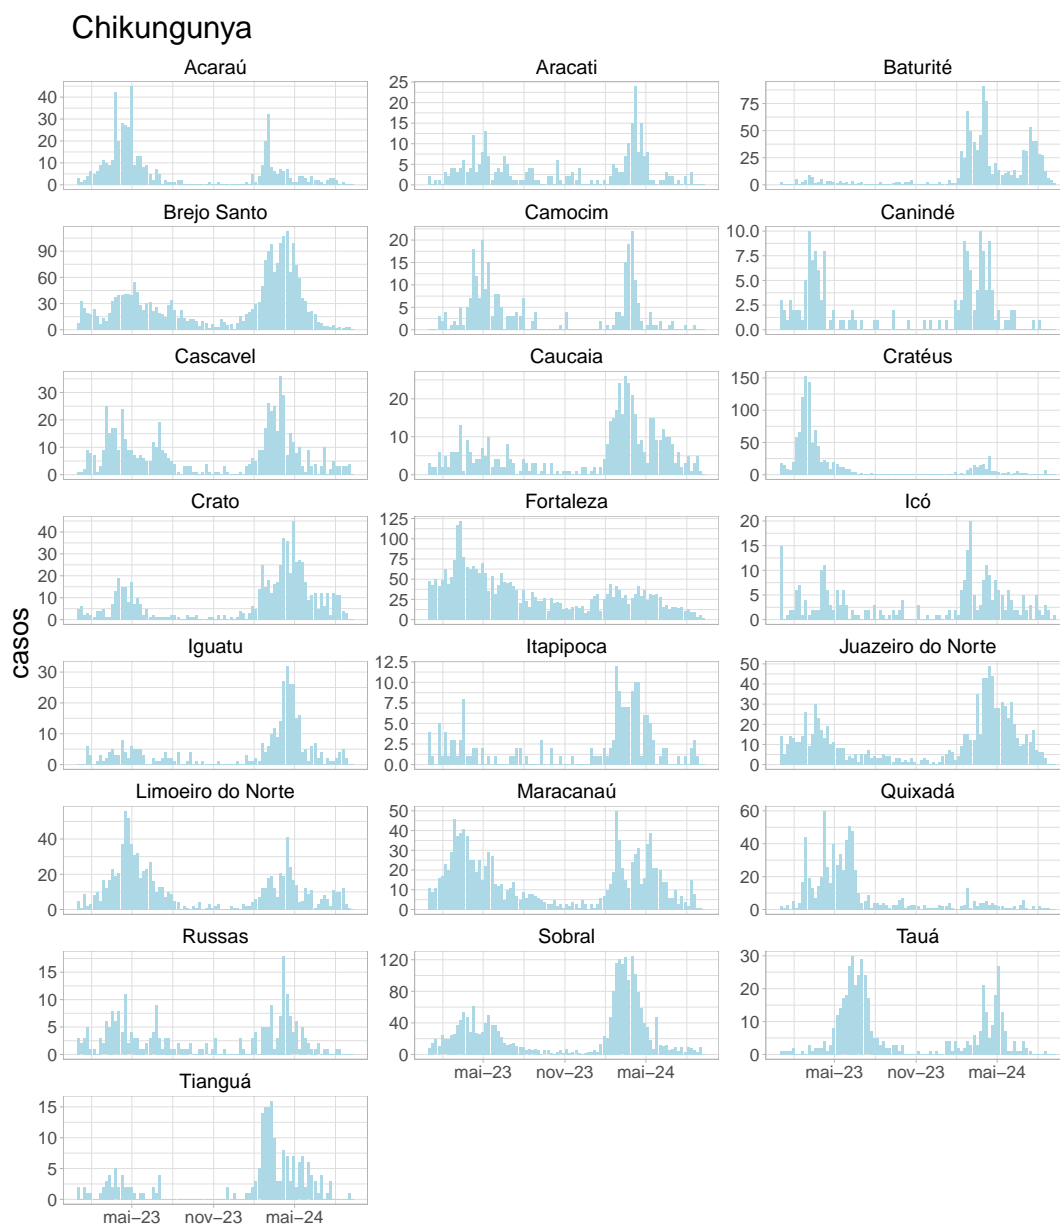 Chikungunya
Acaraú Aracati Baturité
40 30 20 10 0
25 20 15 10 5 0
75 50 25 0
Brejo Santo Camocim Canindé
90 60 30 0
20 15 10 5 0
10.0 7.5 5.0 2.5 0.0
Cascavel Caucaia Cratéus
30 20 10 0
20 10 0
150 100 50 0
Crato Fortaleza Icó
40 30 20 10 0
125 100 75 50 25 0
20 15 10 5 0
casos
Iguatu Itapipoca Juazeiro do Norte
30 20 10 0
12.5 10.0 7.5 5.0 2.5 0.0
50 40 30 20 10 0
Limoeiro do Norte Maracanaú Quixadá
40 20 0
50 40 30 20 10 0
60 40 20 0
Russas Sobral Tauá
15 10 5 0
120 80 40 0
30 20 10 0
mai−23 nov−23 mai−24 mai−23 nov−23 mai−24
Tianguá
15 10 5 0
mai−23 nov−23 mai−24